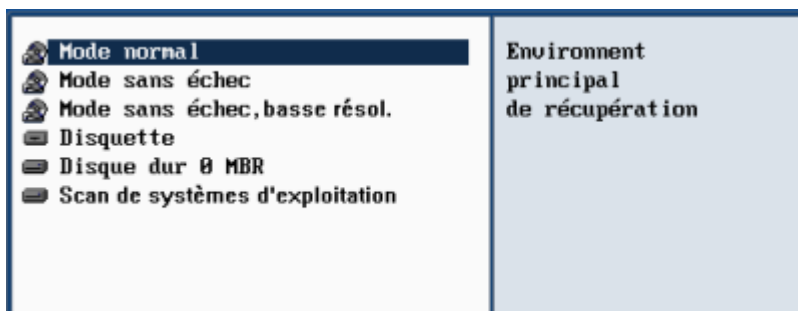 Mode normal
Mode sans échec
Mode sans échec,basse résol.
Disquette
Disque dur 0 MBR
Scan de systèmes d'exploitation
Environnent
principal
de récupération